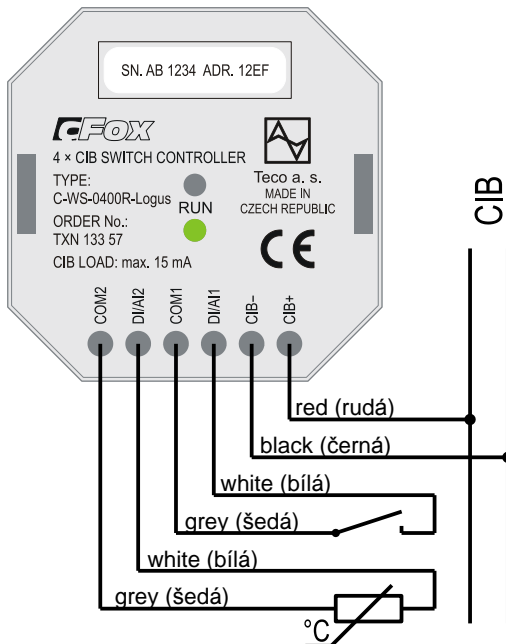 SN. AB 1234 ADR. 12EF
CFOX
4 × CIB SWITCH CONTROLLER
TYPE:
C-WS-0400R-Logus
ORDER No.:
TXN 133 57
CIB LOAD: max. 15 mA
RUN
Teco a. s.
MADE IN
CZECH REPUBLIC
CE
COM2
DI/AI2
COM1
DI/AI1
CIB–
CIB+
CIB
red (rudá)
black (černá)
white (bílá)
grey (šedá)
white (bílá)
grey (šedá)
°C